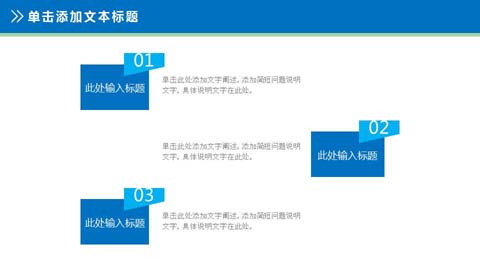 单击添加文本标题
01
此处输入标题
单击此处添加文字阐述，添加简短问题说明
文字，具体说明文字在此处。
02
单击此处添加文字阐述，添加简短问题说明
文字，具体说明文字在此处。
此处输入标题
03
此处输入标题
单击此处添加文字阐述，添加简短问题说明
文字，具体说明文字在此处。